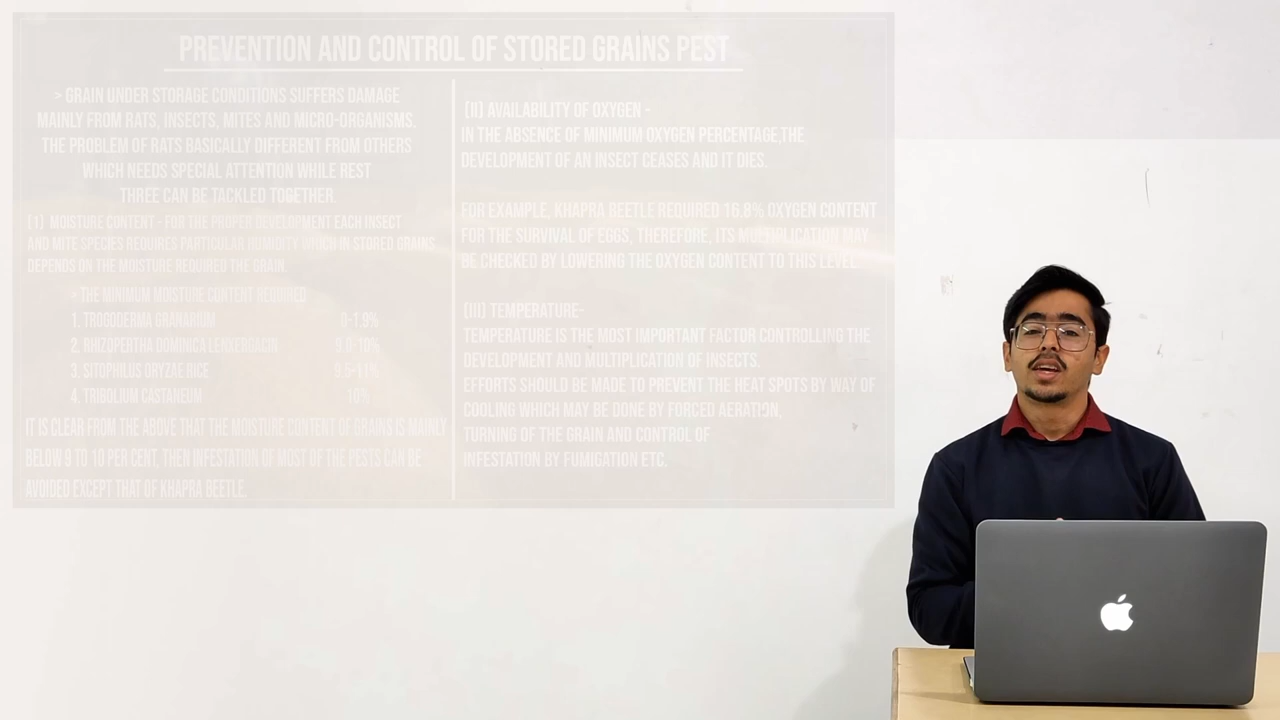 PREVENTION AND CONTROL OF STORED GRAINS PEST
> GRAIN UNDER STORAGE CONDITIONS SUFFERS DAMAGE
MAINLY FROM RATS, INSECTS, MITES AND MICRO-ORGANISMS.
THE PROBLEM OF RATS BASICALLY DIFFERENT FROM OTHERS
WHICH NEEDS SPECIAL ATTENTION WHILE REST
THREE CAN BE TACKLED TOGETHER.
(I) MOISTURE CONTENT - FOR THE PROPER DEVELOPMENT EACH INSECT
AND MITE SPECIES REQUIRES PARTICULAR HUMIDITY WHICH IN STORED GRAINS
DEPENDS ON THE MOISTURE REQUIRED THE GRAIN.
> THE MINIMUM MOISTURE CONTENT REQUIRED
1. TROGODERMA GRANARIUM
2. RHIZOPERTHA DOMINICA
3. SITOPHILUS ORYZAE RICE
4. TRIBOLIUM CASTANEUM 10%
IT IS CLEAR FROM THE ABOVE THAT THE MOISTURE IS MAINLY
BELOW 9 TO 10 PER CENT, THEN INFESTATION OF MOST OF THE PESTS CAN BE
AVOIDED EXCEPT THAT OF KHAPRA BEETLE.
(II) AVAILABILITY OF OXYGEN -
IN THE ABSENCE OF MINIMUM OXYGEN PERCENTAGE,THE
DEVELOPMENT OF AN INSECT CEASES AND IT DIES.
FOR EXAMPLE, KHAPRA BEETLE REQUIRED 16.8% OXYGEN CONTENT
FOR THE SURVIVAL OF EGGS, THEREFORE, ITS MULTIPLICATION MAY
BE CHECKED BY LOWERING THE OXYGEN CONTENT TO THIS LEVEL.
(III) TEMPERATURE-
TEMPERATURE IS THE MOST IMPORTANT FACTOR CONTROLLING THE
DEVELOPMENT AND MULTIPLICATION OF INSECTS.
EFFORTS SHOULD BE MADE TO PREVENT THE HEAT SPOTS BY WAY OF
COOLING WHICH MAY BE DONE BY FORCED AERATION,
TURNING OF THE GRAIN AND CONTROL OF
INFESTATION BY FUMIGATION ETC.